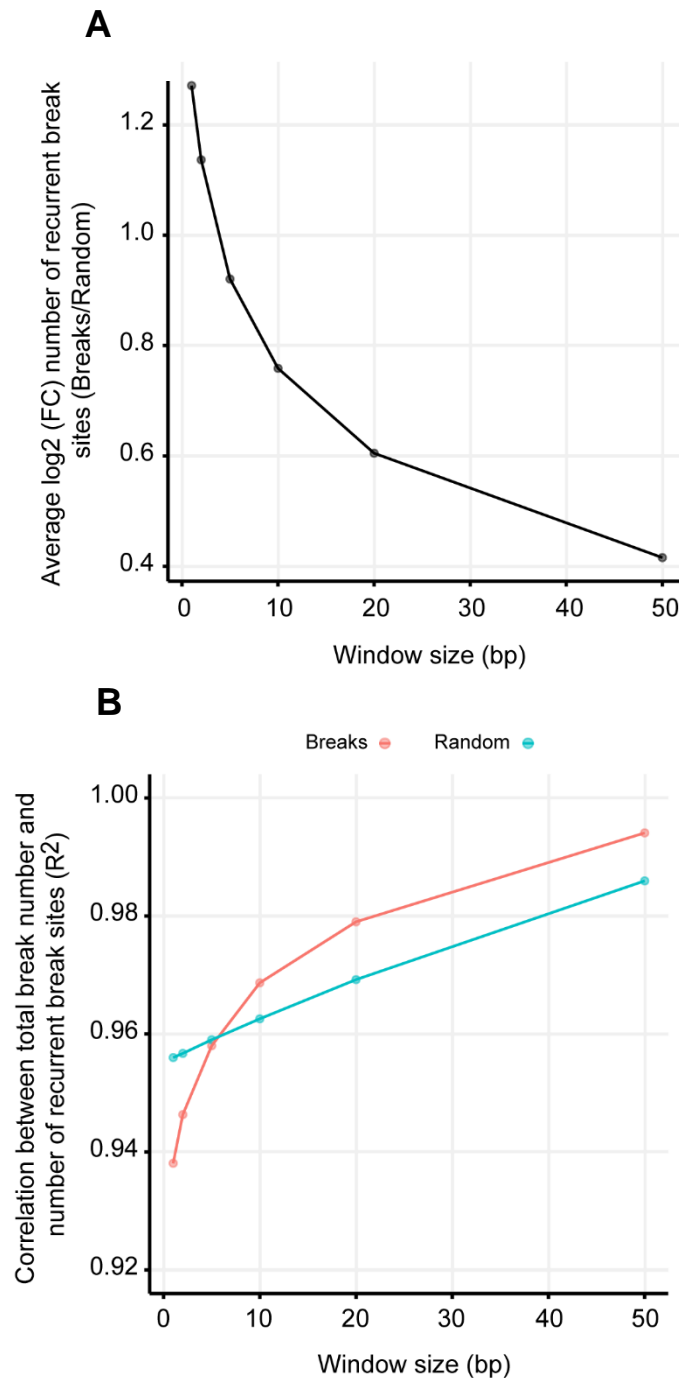 A
Average log2 (FC) number of recurrent break
sites (Breaks/Random)
1.2
1.0
0.8
0.6
0.4
0 10 20 30 40 50
Window size (bp)
B
Breaks Random
Correlation between total break number and
number of recurrent break sites (R2)
1.00
0.98
0.96
0.94
0.92
0 10 20 30 40 50
Window size (bp)